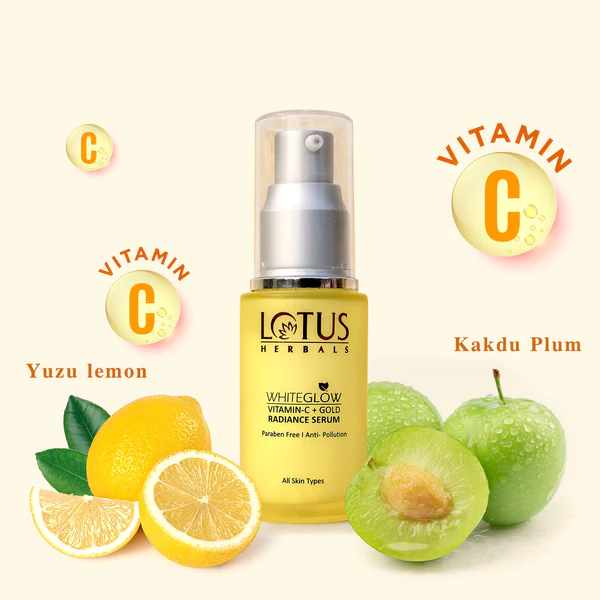 C
VITAMIN
C
VITAMIN
C
Yuzu lemon
Kakdu Plum
LOTUS
HERBALS
WHITEGLOW
VITAMIN-C + GOLD
RADIANCE SERUM
Paraben Free I Anti- Pollution
All Skin Types